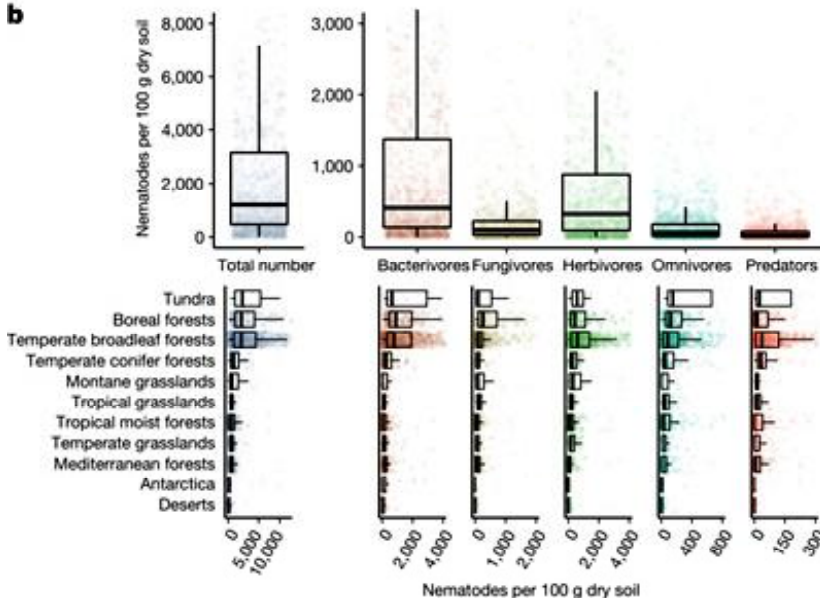 b
Nematodes per 100 g dry soil
8,000
6,000
4,000
2,000
0
3,000
2,000
1,000
0
Total number
Bacterivores Fungivores Herbivores Omnivores Predators
Tundra
Boreal forests
Temperate broadleaf forests
Temperate conifer forests
Montane grasslands
Tropical grasslands
Tropical moist forests
Temperate grasslands
Mediterranean forests
Antarctica
Deserts
0 5,000 10,000
0 2,000 4,000
0 1,000 2,000
0 2,000 4,000
0 400 800
0 150 300
Nematodes per 100 g dry soil